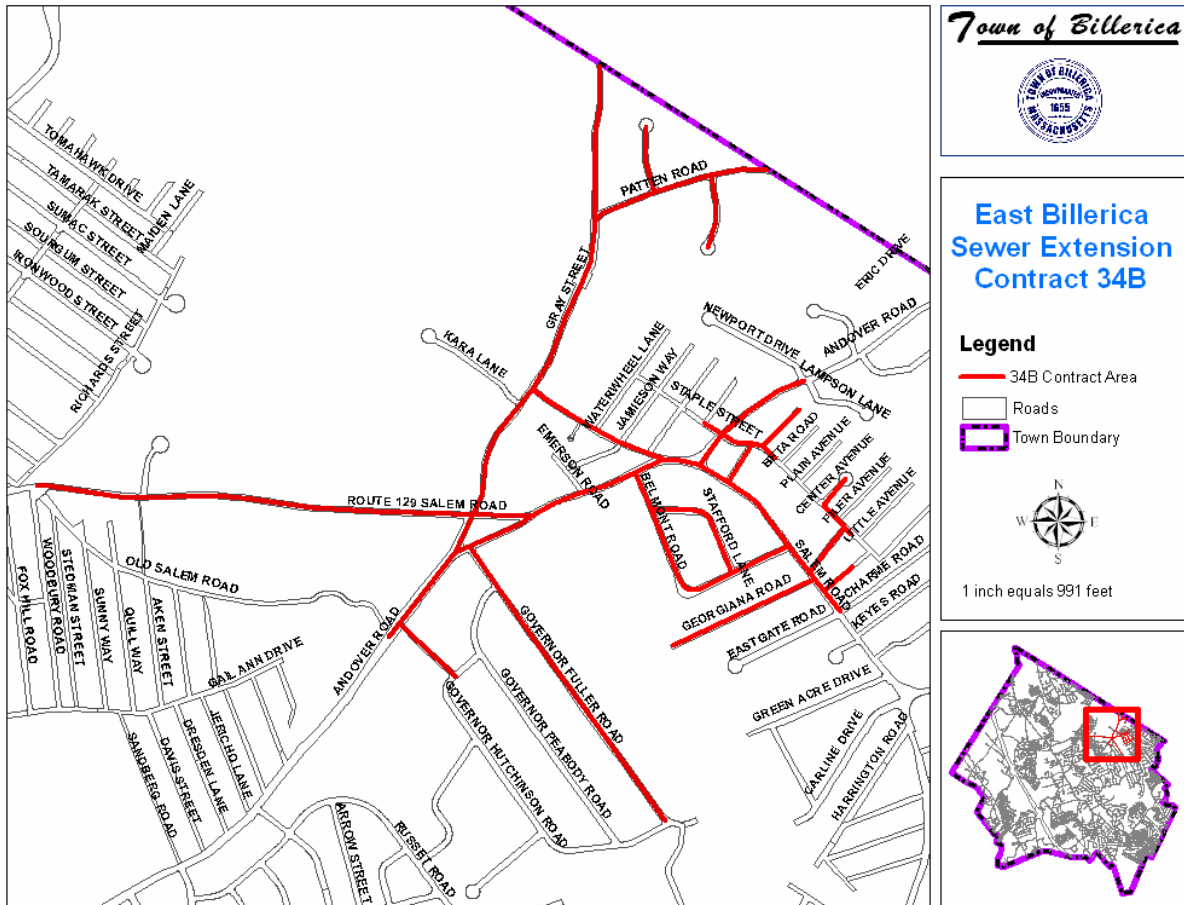 Town of Billerica
TOWN OF BILLERICA
INCORPORATED
1655
MASSACHUSETTS
East Billerica
Sewer Extension
Contract 34B
Legend
34B Contract Area
Roads
Town Boundary
N
W
E
S
1 inch equals 991 feet
TOMAHAWK DRIVE
TAMARAK STREET
MAIDEN LANE
SUMAC STREET
SOURGUM STREET
IRONWOOD STREET
RICHARDS STREET
PATTEN ROAD
GRAY STREET
ERIC DRIVE
ANDOVER ROAD
NEWPORT DRIVE
LAMPSON LANE
KARA LANE
WATERWHEEL LANE
JAMIESON WAY
STAPLE STREET
BETA ROAD
PLAIN AVENUE
CENTER AVENUE
PILER AVENUE
LITTLE AVENUE
EMERSON ROAD
ROUTE 129 SALEM ROAD
BELMONT ROAD
STAFFORD LANE
SALEM ROAD
CHARME ROAD
KEYES ROAD
GEORGIANA ROAD
EASTGATE ROAD
OLD SALEM ROAD
FOX HILL ROAD
WOODBURY ROAD
STEDMAN STREET
SUNNY WAY
QUILL WAY
AKEN STREET
GAIL ANN DRIVE
ANDOVER ROAD
GOVERNOR FULLER ROAD
GOVERNOR PEABODY ROAD
GOVERNOR HUTCHINSON ROAD
GREEN ACRE DRIVE
CARLINE DRIVE
HARRINGTON ROAD
JERICHO LANE
DRESDEN LANE
DAVIS STREET
SANDBERG ROAD
ARROW STREET
RUSSET ROAD